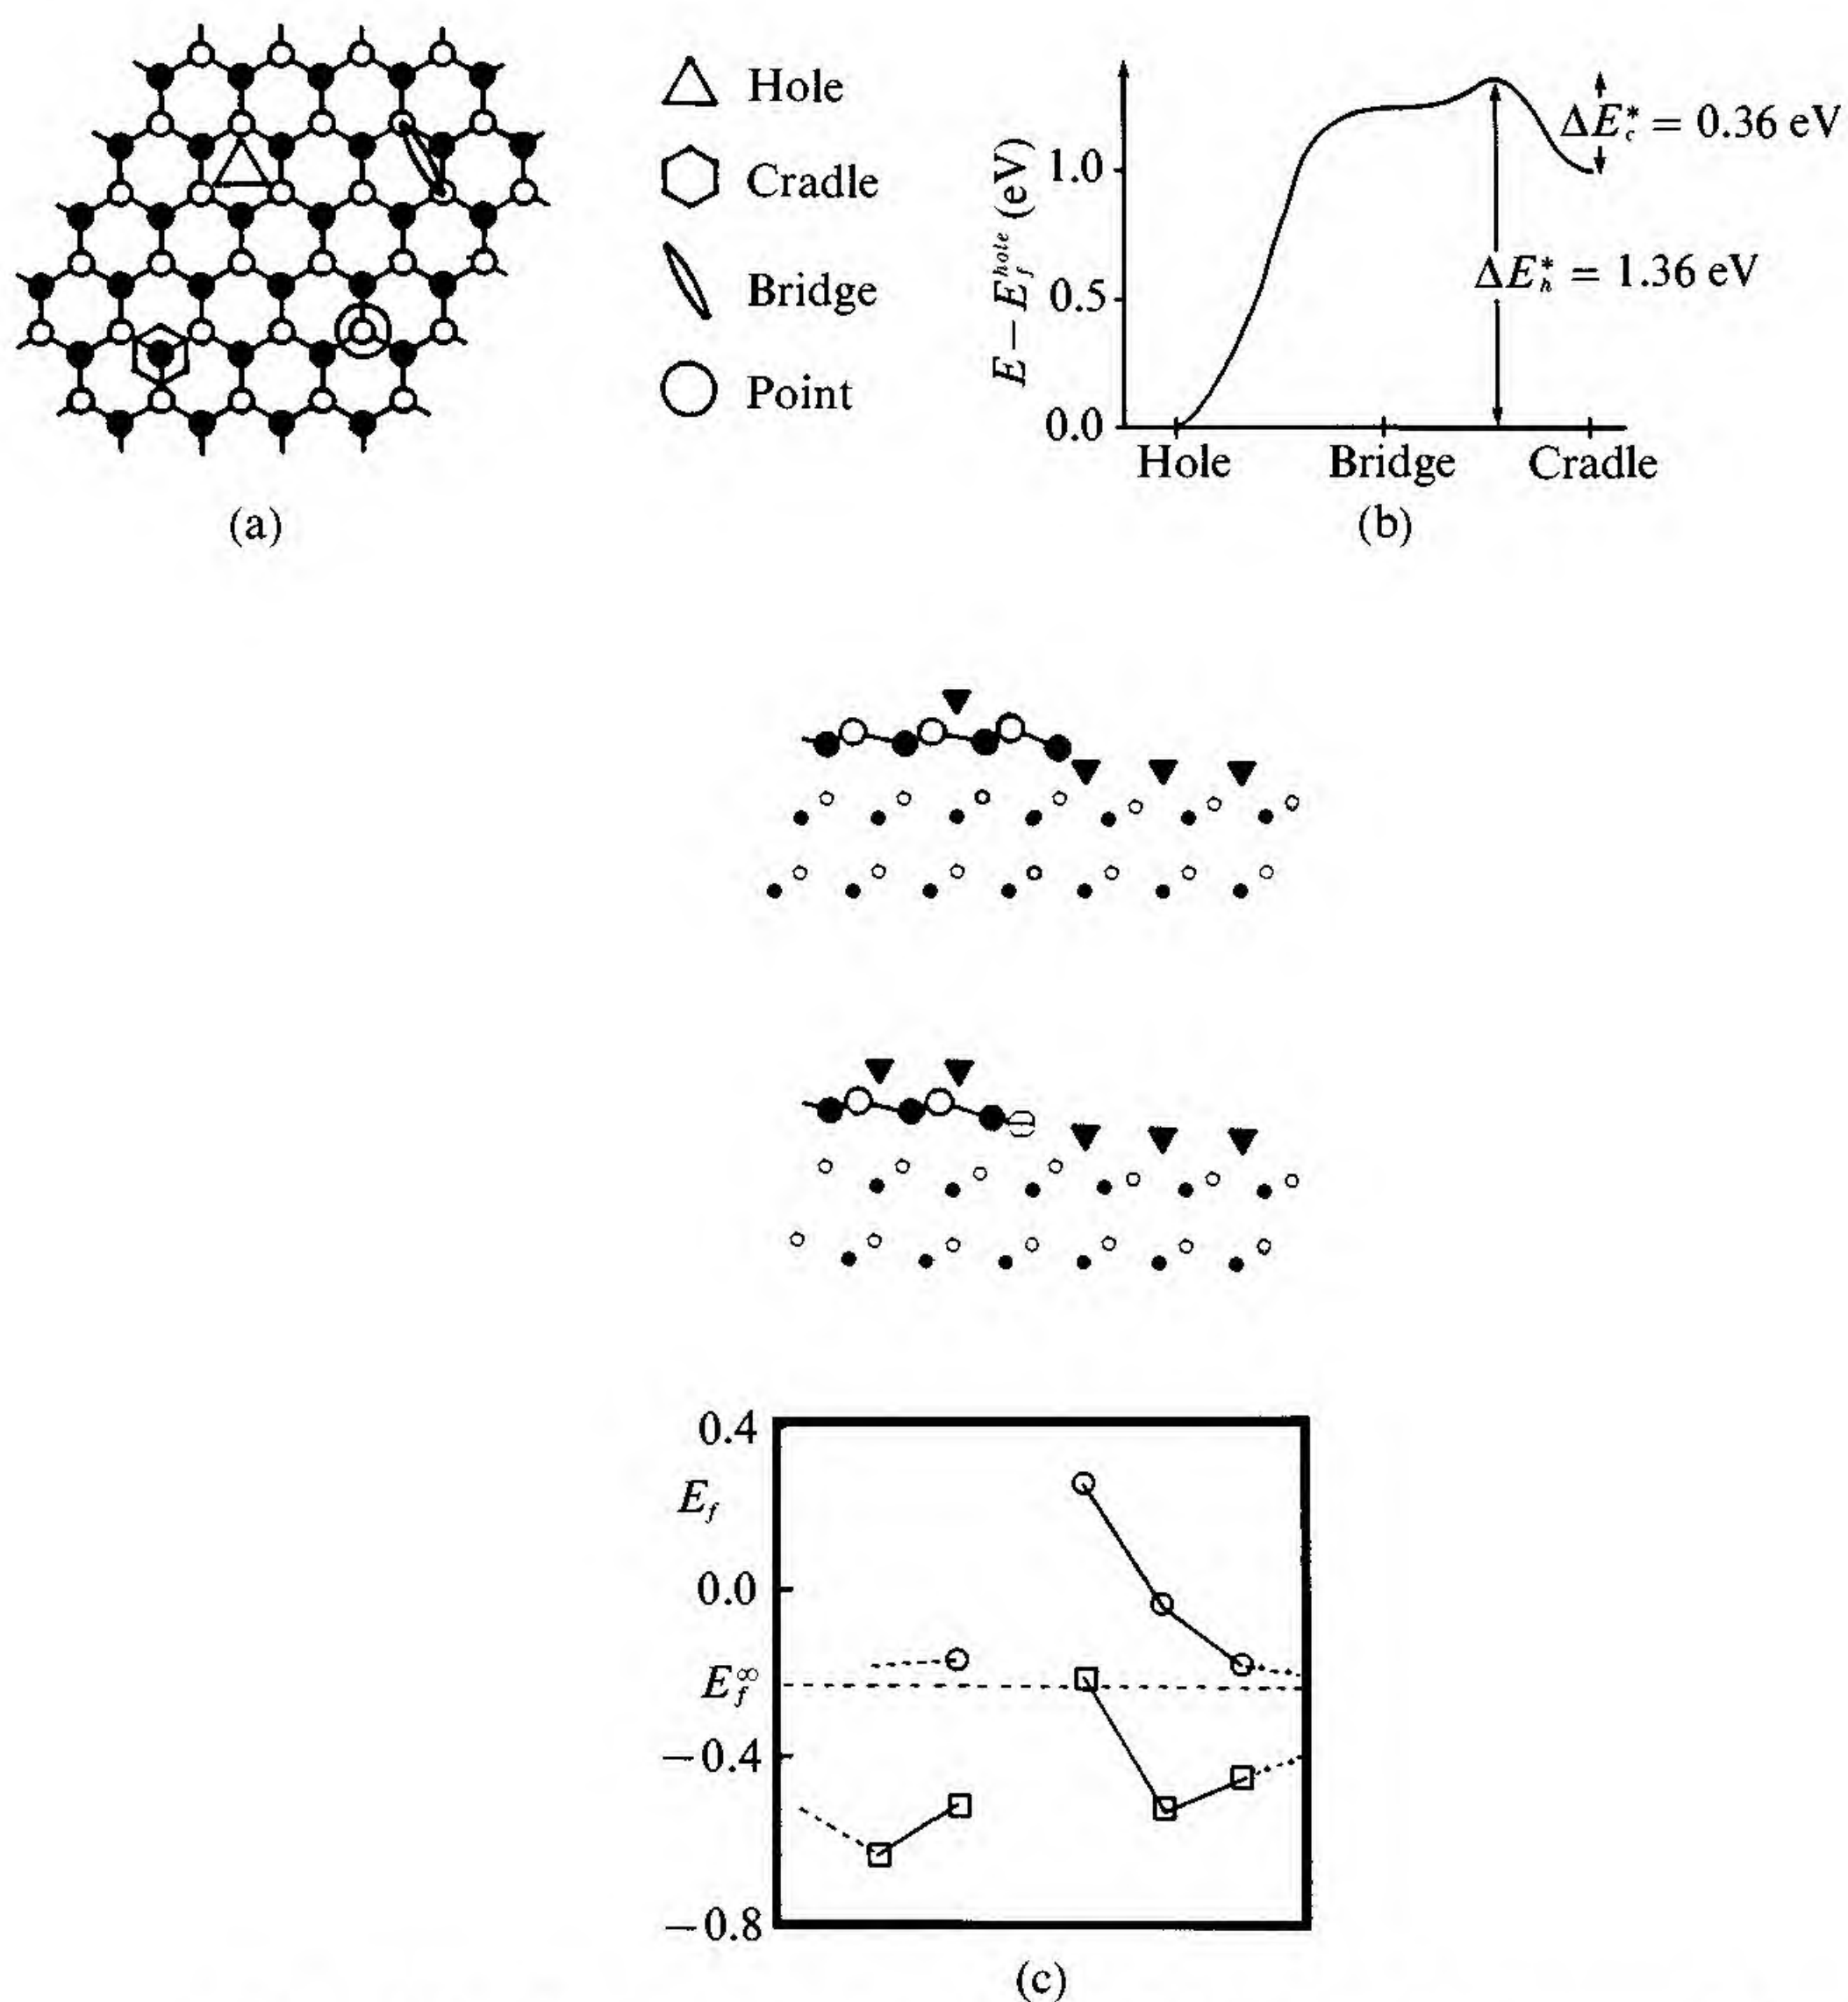 Hole
Cradle
Bridge
Point
(a)
E − E_f^hole (eV)
1.0
0.5
0.0
ΔE_c^* = 0.36 eV
ΔE_h^* = 1.36 eV
Hole Bridge Cradle
(b)
0.4
E_f
0.0
E_f^∞
−0.4
−0.8
(c)